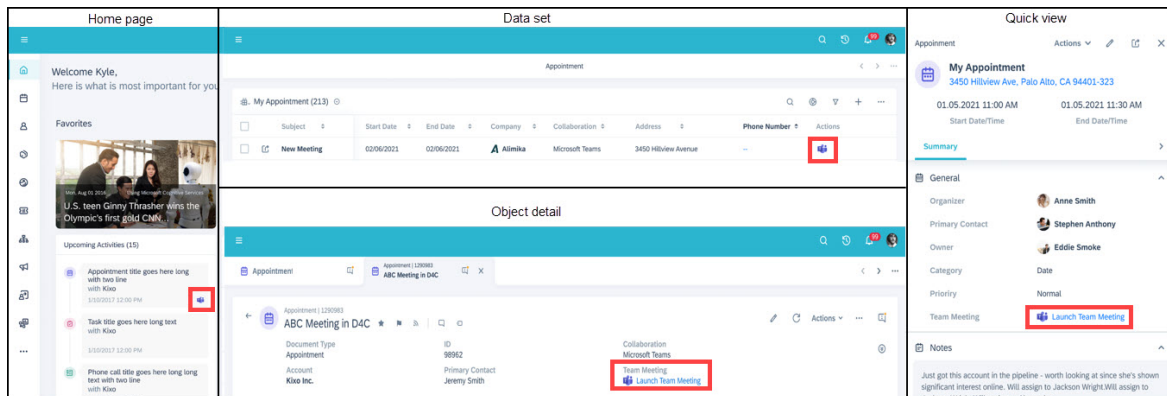 Home page
Welcome Kyle,
Here is what is most important for you
Favorites
Mon, Aug 01 2016
Using Microsoft Cognitive Services
U.S. teen Ginny Thrasher wins the
Olympic's first gold CNN...
Upcoming Activities (15)
Appointment title goes here long
with two line
with Kixo
1/10/2017 12:00 PM
Task title goes here long text
with Kixo
1/10/2017 12:00 PM
Phone call title goes here long long
text with two line
with Kixo
Data set
99
Appointment
My Appointment (213)
Subject Start Date End Date Company Collaboration Address Phone Number Actions
New Meeting 02/06/2021 02/06/2021 Alimika Microsoft Teams 3450 Hillview Avenue --
Object detail
99
Appointment
Appointment | 1290983
ABC Meeting in D4C
Appointment | 1290983
ABC Meeting in D4C
Actions
Document Type ID Collaboration
Appointment 98962 Microsoft Teams
Account Primary Contact Team Meeting
Kixo Inc. Jeremy Smith Launch Team Meeting
Quick view
Appoinment Actions
My Appointment
3450 Hillview Ave, Palo Alto, CA 94401-323
01.05.2021 11:00 AM 01.05.2021 11:30 AM
Start Date/Time End Date/Time
Summary
General
Organizer Anne Smith
Primary Contact Stephen Anthony
Owner Eddie Smoke
Category Date
Prioriry Normal
Team Meeting Launch Team Meeting
Notes
Just got this account in the pipeline - worth looking at since she's shown
significant interest online. Will assign to Jackson Wright.Will assign to